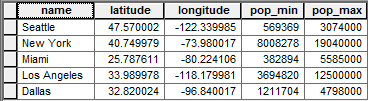 name latitude longitude pop_min pop_max
Seattle 47.570002 -122.339985 569369 3074000
New York 40.749979 -73.980017 8008278 19040000
Miami 25.787611 -80.224106 382894 5585000
Los Angeles 33.989978 -118.179981 3694820 12500000
Dallas 32.820024 -96.840017 1211704 4798000